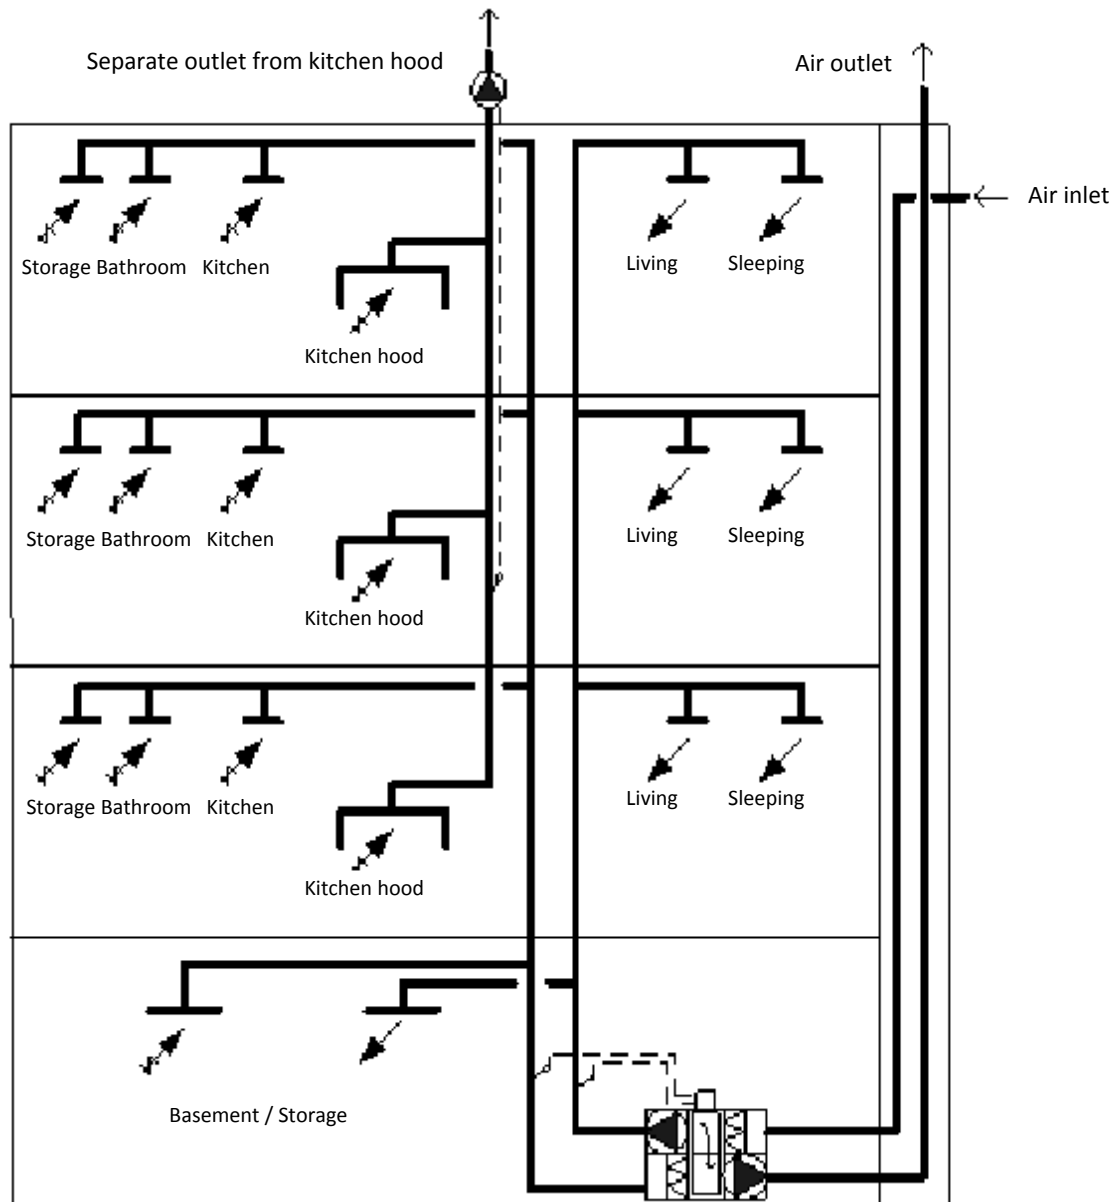 Separate outlet from kitchen hood
Air outlet
Air inlet
Storage Bathroom Kitchen
Living Sleeping
Kitchen hood
Storage Bathroom Kitchen
Living Sleeping
Kitchen hood
Storage Bathroom Kitchen
Living Sleeping
Kitchen hood
Basement / Storage